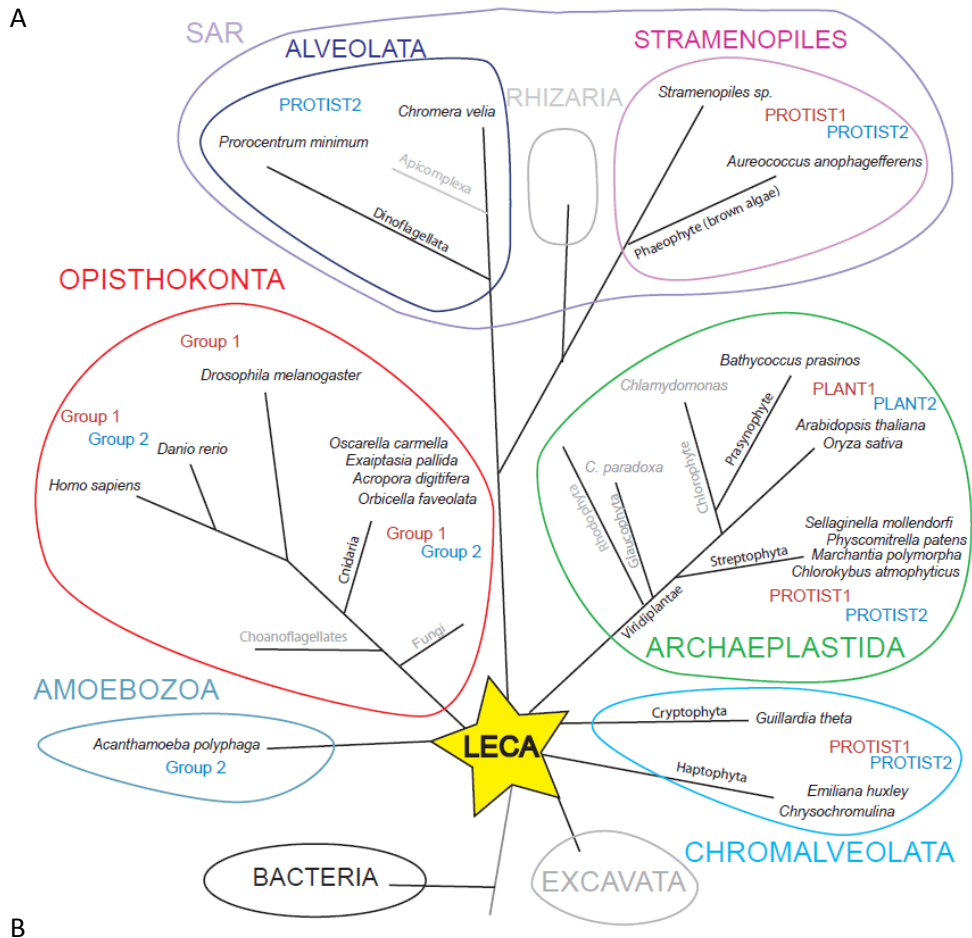 A
SAR
ALVEOLATA
STRAMENOPILES
RHIZARIA
PROTIST2
Chromera velia
Prorocentrum minimum
Apicomplexa
Dinoflagellata
Stramenopiles sp.
PROTIST1
PROTIST2
Aureococcus anophagefferens
Phaeophyte (brown algae)
OPISTHOKONTA
Group 1
Drosophila melanogaster
Group 1
Group 2
Danio rerio
Homo sapiens
Oscarella carmella
Exaiptasia pallida
Acropora digitifera
Orbicella faveolata
Group 1
Group 2
Cnidaria
Choanoflagellates
Fungi
Bathycoccus prasinos
Chlamydomonas
PLANT1
PLANT2
Prasynophyte
Arabidopsis thaliana
Oryza sativa
C. paradoxa
Chlorophyte
Rhodophyta
Glaucophyta
Sellaginella mollendorfi
Physcomitrella patens
Marchantia polymorpha
Chlorokybus atmophyticus
Streptophyta
Viridiplantae
PROTIST1
PROTIST2
ARCHAEPLASTIDA
AMOEBOZOA
Acanthamoeba polyphaga
Group 2
LECA
Cryptophyta
Guillardia theta
PROTIST1
PROTIST2
Haptophyta
Emiliana huxley
Chrysochromulina
CHROMALVEOLATA
BACTERIA
EXCAVATA
B